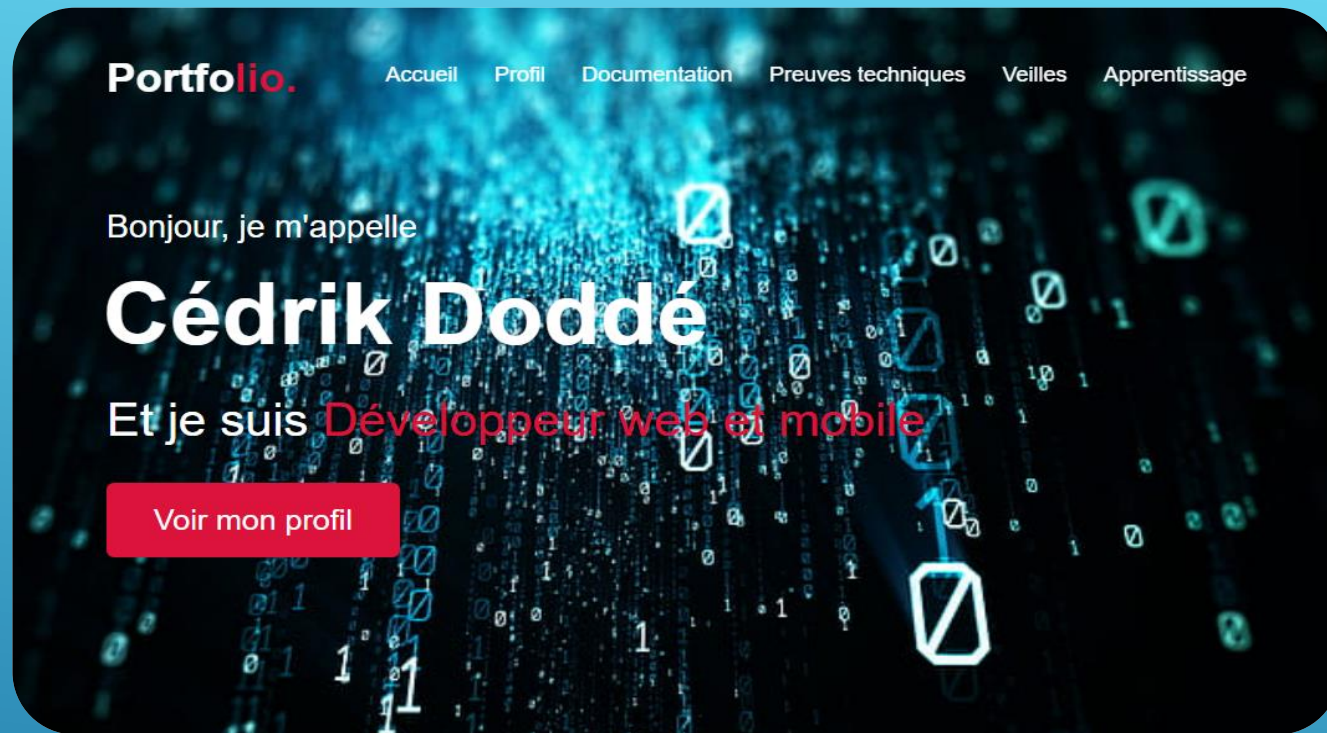 Portfolio.
Accueil Profil Documentation Preuves techniques Veilles Apprentissage
Bonjour, je m'appelle
Cédrik Doddé
Et je suis Développeur web et mobile
Voir mon profil